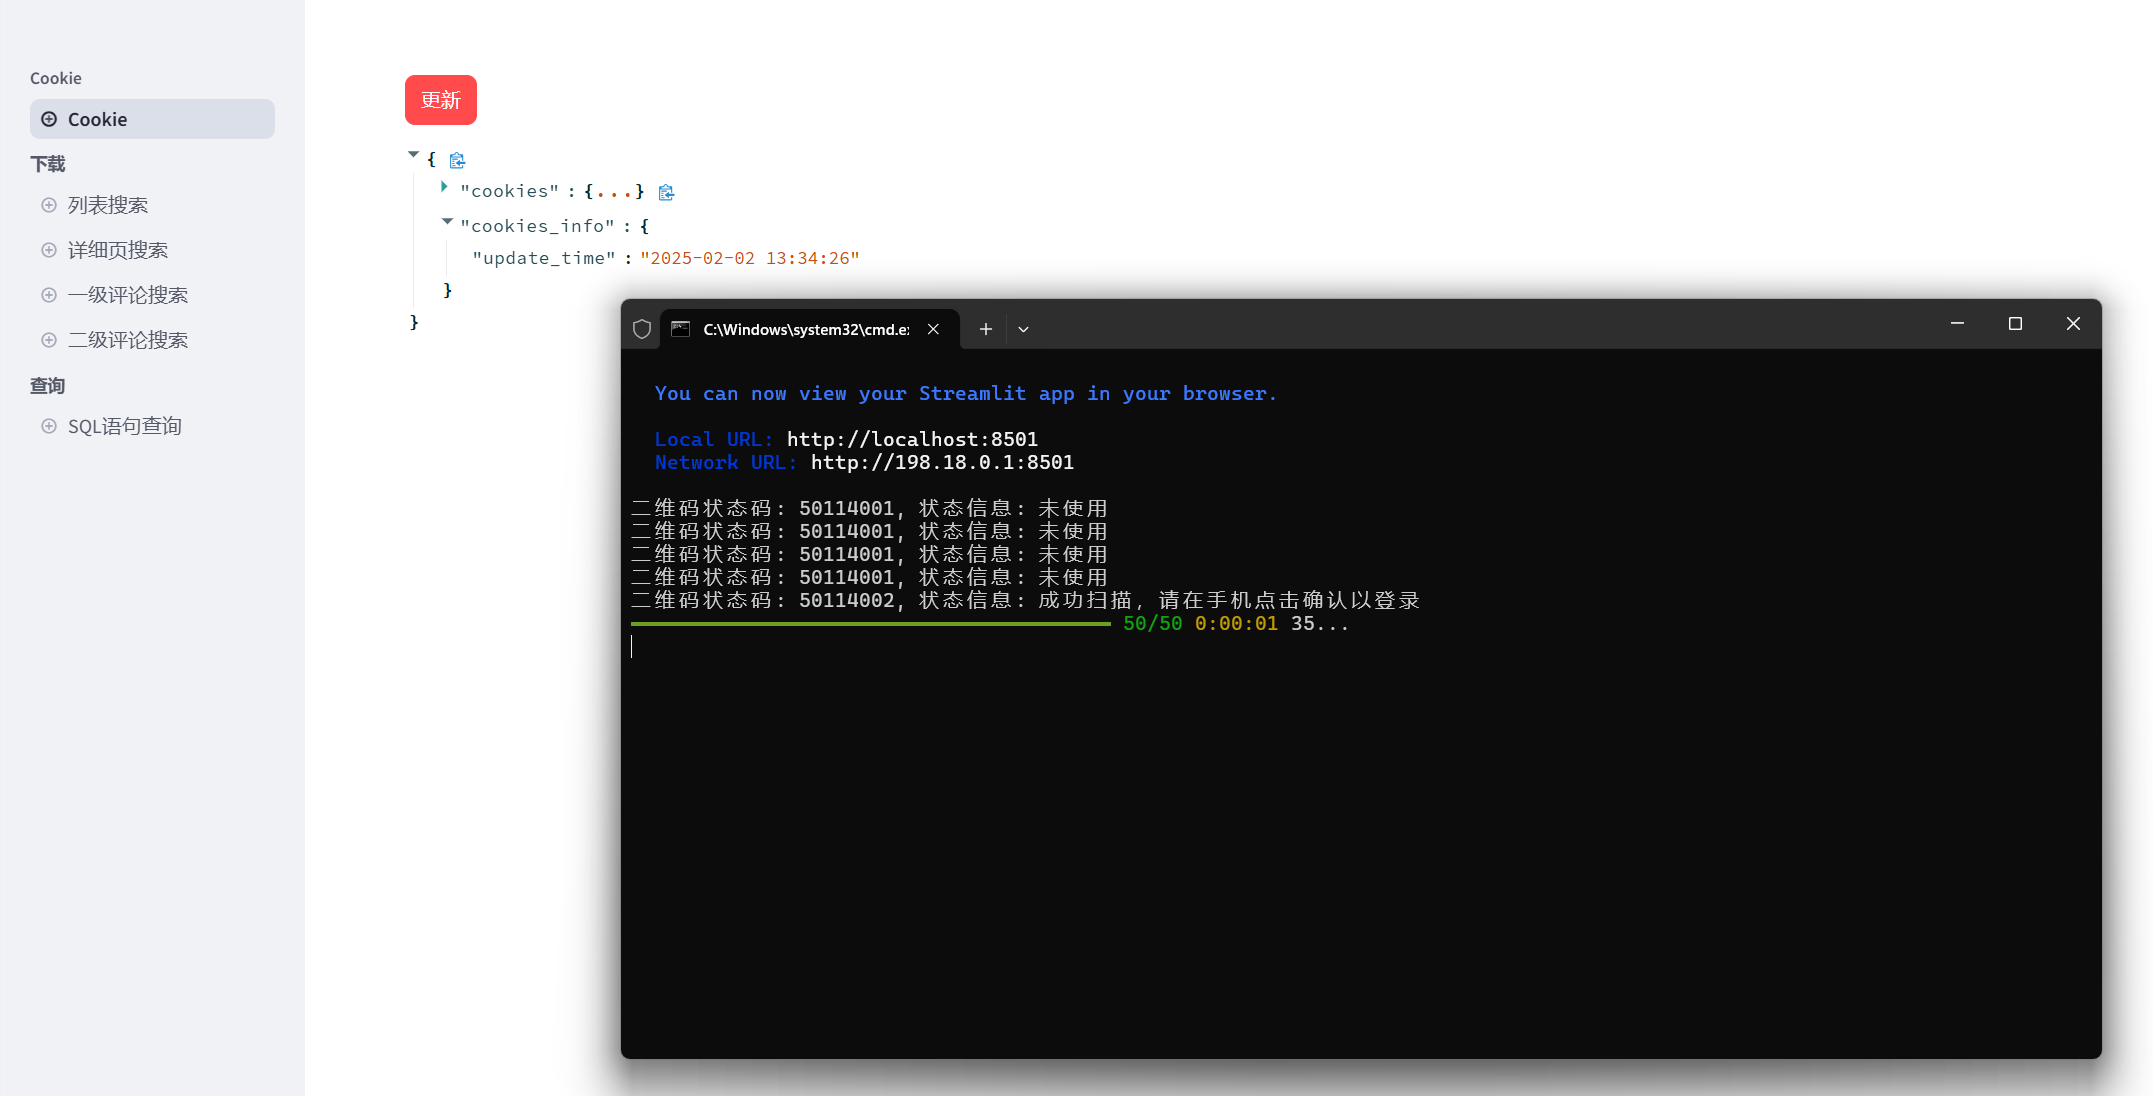 Cookie
Cookie
下载
列表搜索
详细页搜索
一级评论搜索
二级评论搜索
查询
SQL语句查询
更新
{
"cookies" : {...}
"cookies_info" : {
"update_time" : "2025-02-02 13:34:26"
}
}
C:\Windows\system32\cmd.e
You can now view your Streamlit app in your browser.
Local URL: http://localhost:8501
Network URL: http://198.18.0.1:8501
二维码状态码: 50114001, 状态信息: 未使用
二维码状态码: 50114001, 状态信息: 未使用
二维码状态码: 50114001, 状态信息: 未使用
二维码状态码: 50114001, 状态信息: 未使用
二维码状态码: 50114002, 状态信息: 成功扫描, 请在手机点击确认以登录
50/50 0:00:01 35...